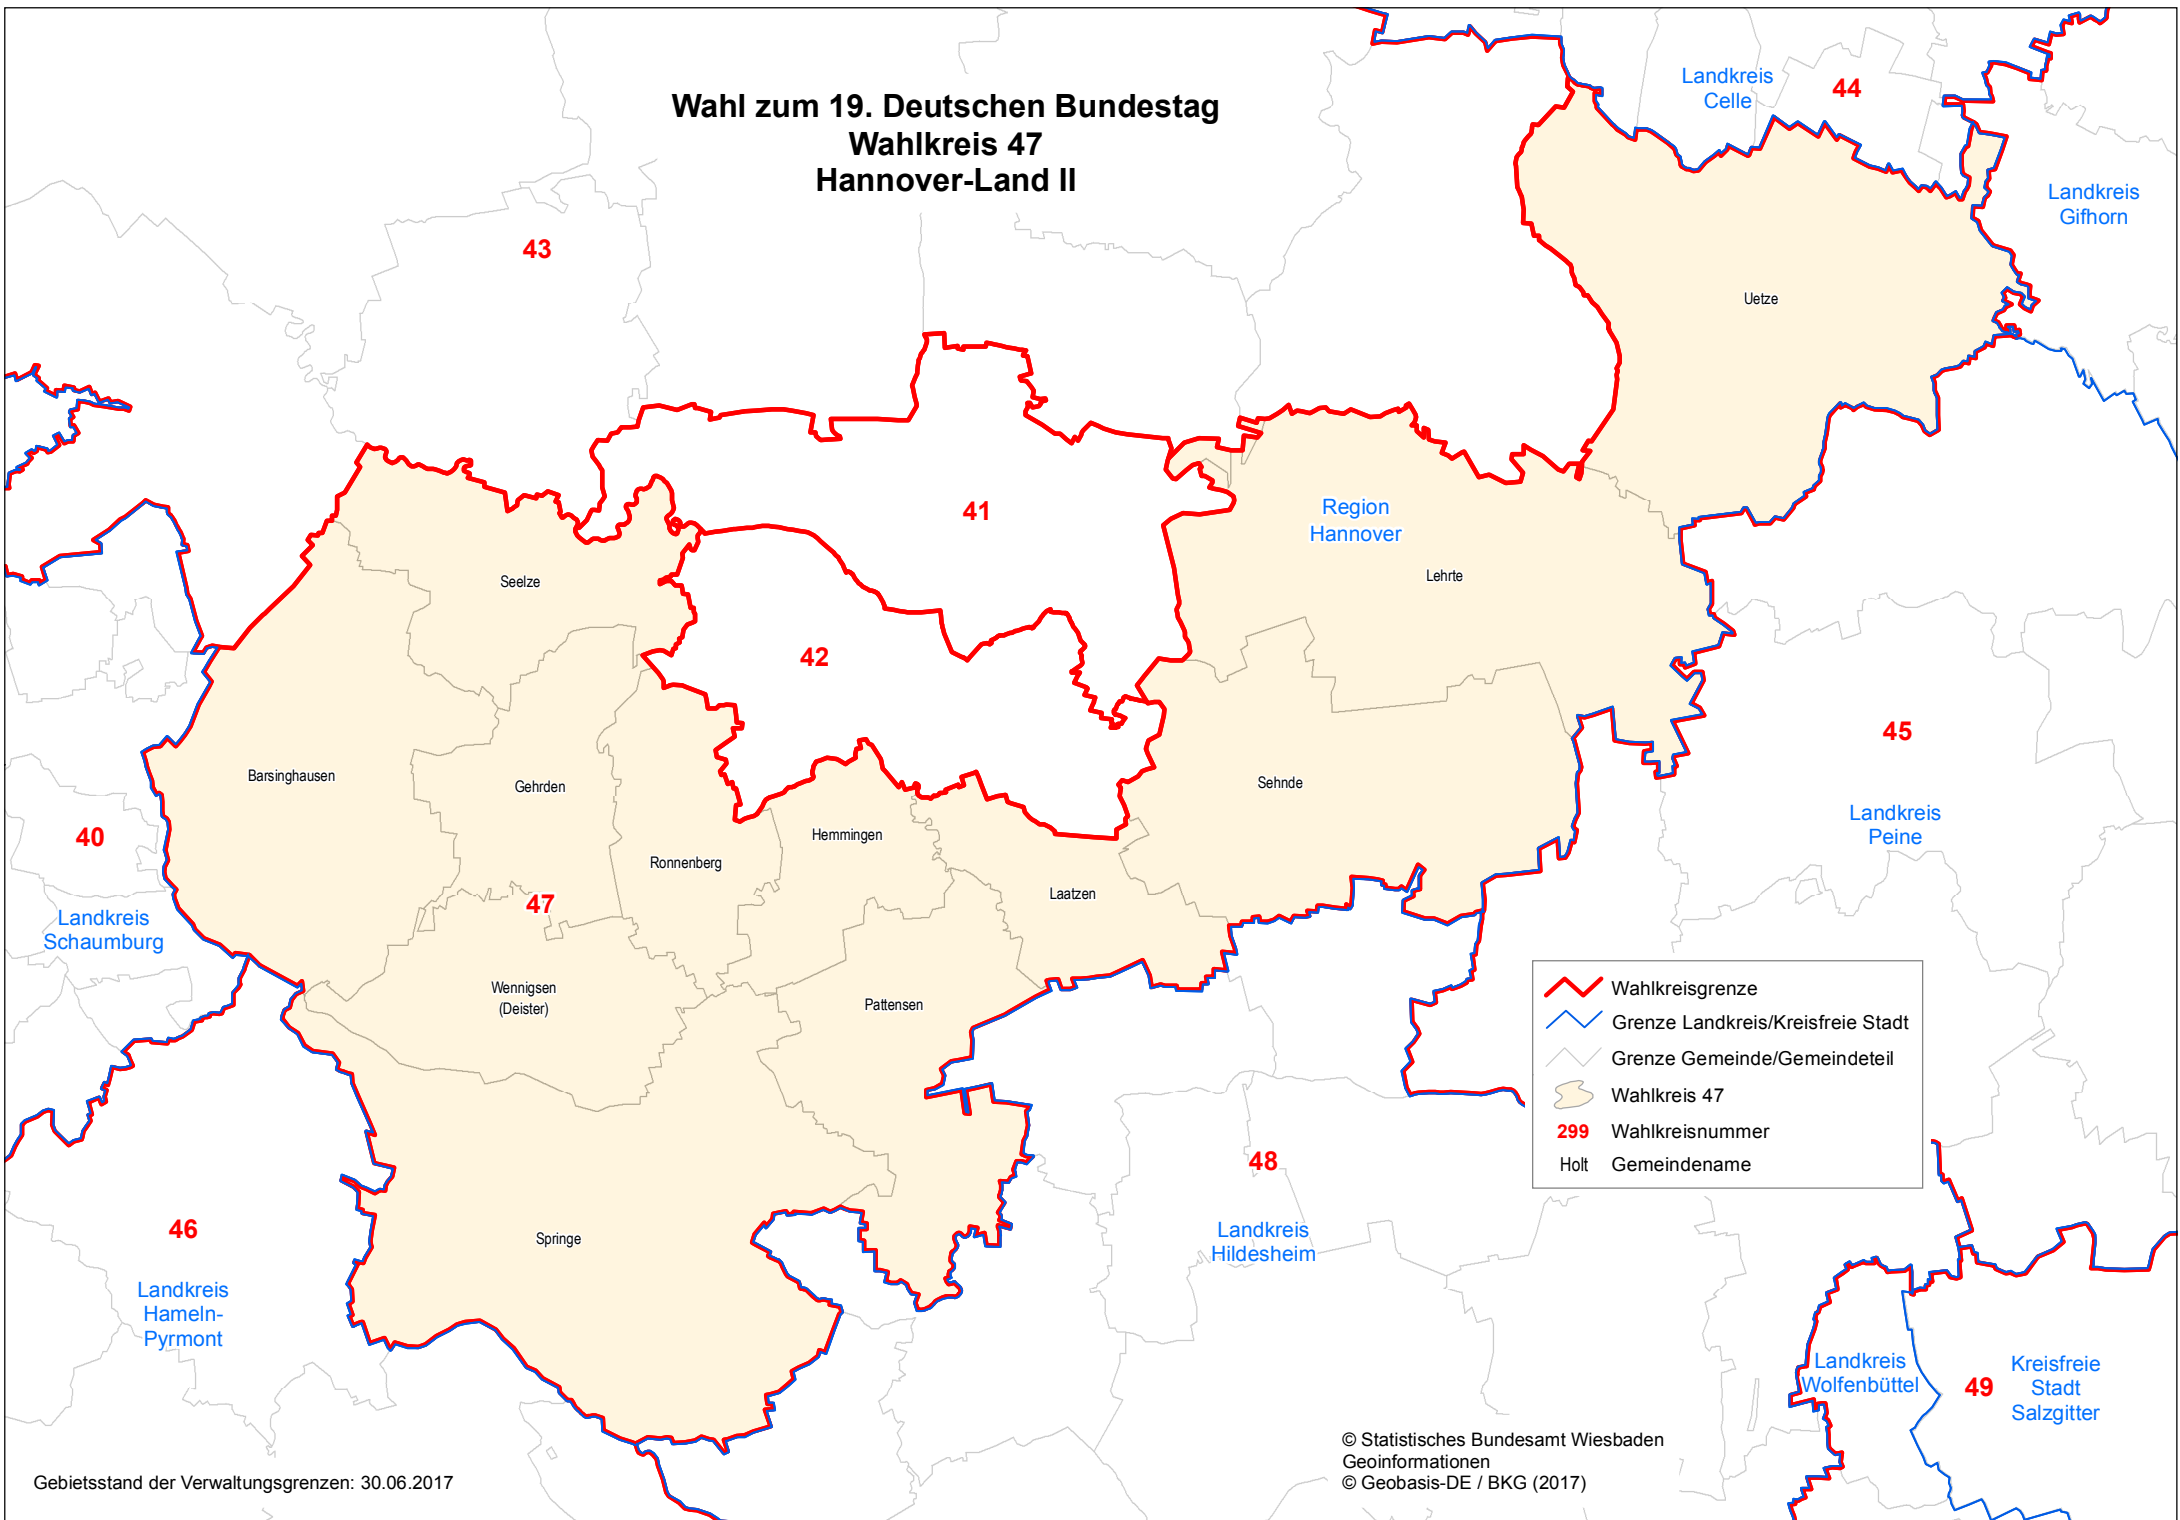 Wahl zum 19. Deutschen Bundestag
Wahlkreis 47
Hannover-Land II
Landkreis
Celle
44
Landkreis
Gifhorn
43
Uetze
41
Region
Hannover
Lehrte
Seelze
42
45
Barsinghausen
Gehrden
Sehnde
Landkreis
Peine
40
Hemmingen
Ronnenberg
Laatzen
47
Landkreis
Schaumburg
Wennigsen
(Deister)
Pattensen
Wahlkreisgrenze
Grenze Landkreis/Kreisfreie Stadt
Grenze Gemeinde/Gemeindeteil
Wahlkreis 47
299 Wahlkreisnummer
Holt Gemeindename
48
Landkreis
Hildesheim
46
Springe
Landkreis
Hameln-
Pyrmont
Landkreis
Wolfenbüttel
49
Kreisfreie
Stadt
Salzgitter
© Statistisches Bundesamt Wiesbaden
Geoinformationen
© Geobasis-DE / BKG (2017)
Gebietsstand der Verwaltungsgrenzen: 30.06.2017